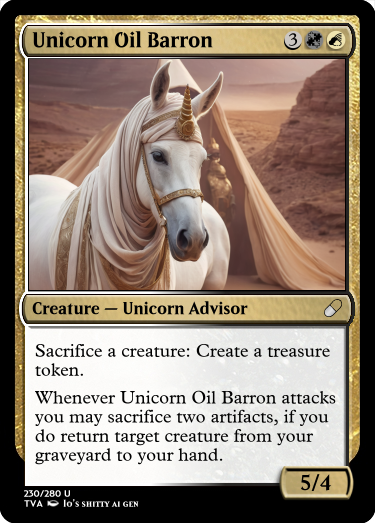 Unicorn Oil Barron 3
Creature — Unicorn Advisor
Sacrifice a creature: Create a treasure
token.
Whenever Unicorn Oil Barron attacks
you may sacrifice two artifacts, if you
do return target creature from your
graveyard to your hand.
5/4
230/280 U
TVA Io's shitty ai gen